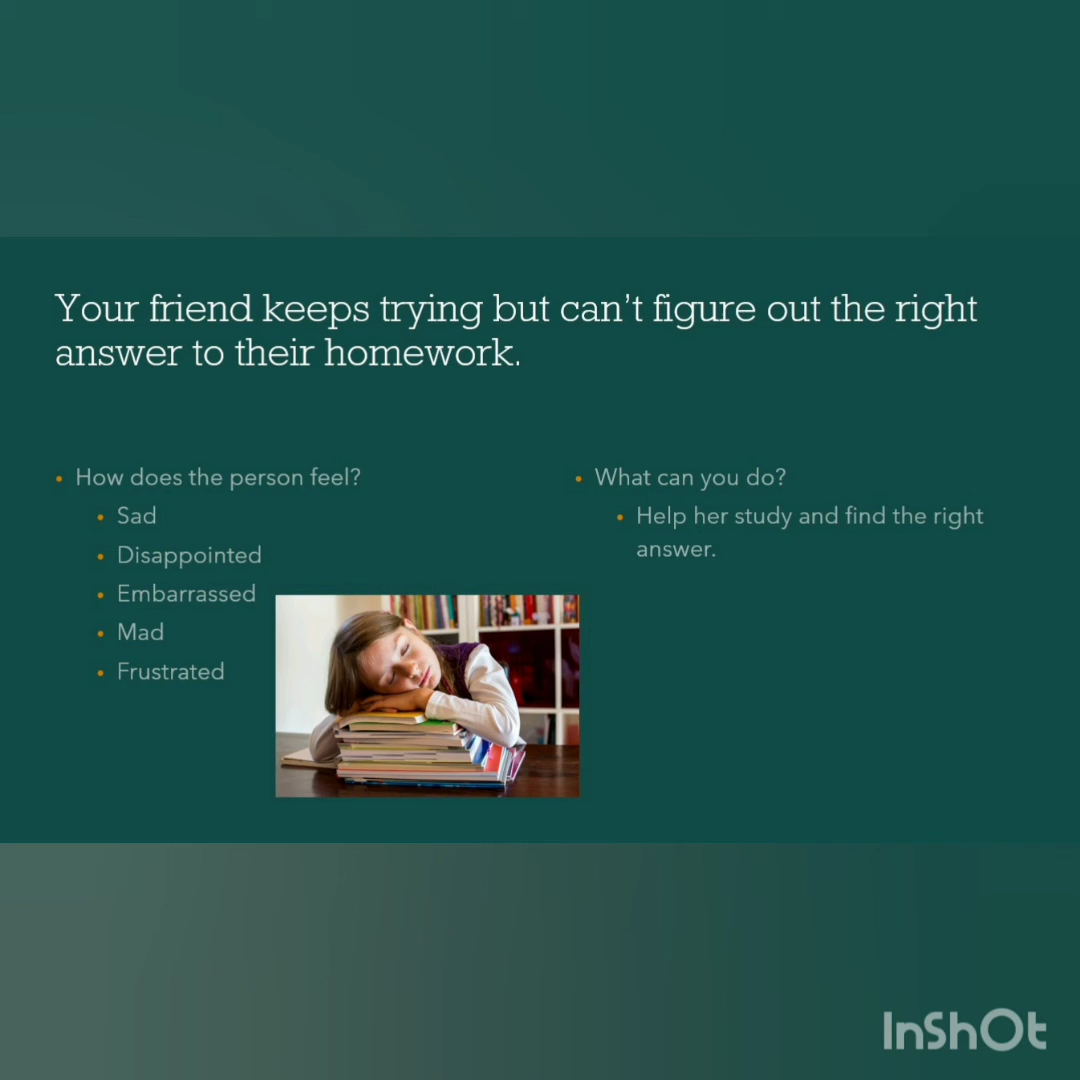 Your friend keeps trying but can’t figure out the right
answer to their homework.
How does the person feel?
Sad
Disappointed
Embarrassed
Mad
Frustrated
What can you do?
Help her study and find the right
answer.
InShOt